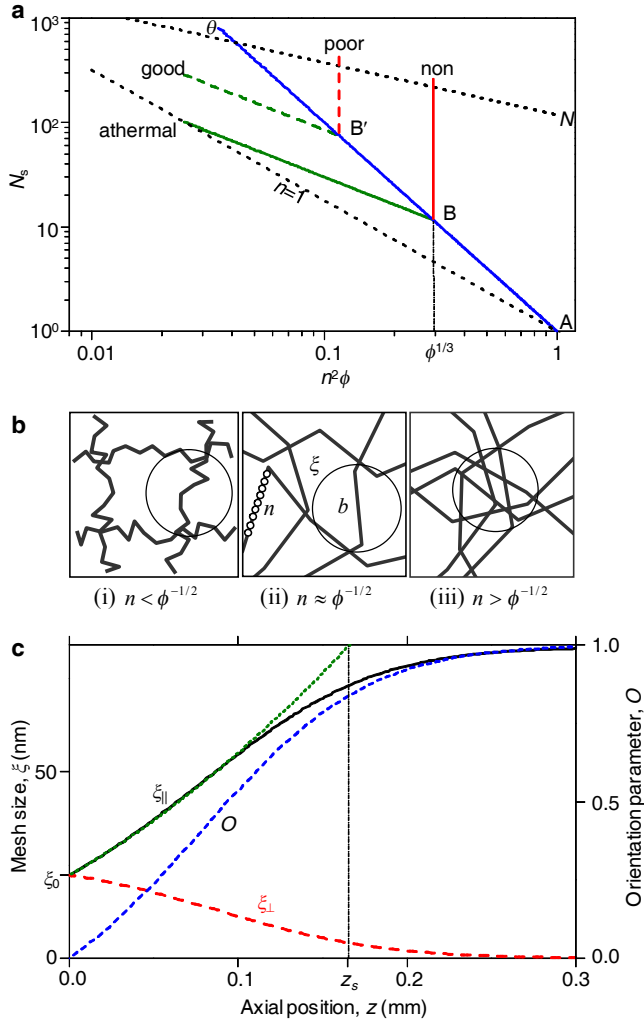 a
10³
θ
poor
non
good
10²
B′
athermal
N
Nₛ
n=1
B
10
A
10⁰
0.01
0.1
ϕ^{1/3}
1
n²ϕ
b
ξ
n
b
(i) n < ϕ^{−1/2}
(ii) n ≈ ϕ^{−1/2}
(iii) n > ϕ^{−1/2}
c
1.0
Mesh size, ξ (nm)
50
ξ∥
O
0.5
Orientation parameter, O
ξ₀
ξ⊥
0
0.0
0.0
0.1
zₛ
0.2
0.3
Axial position, z (mm)